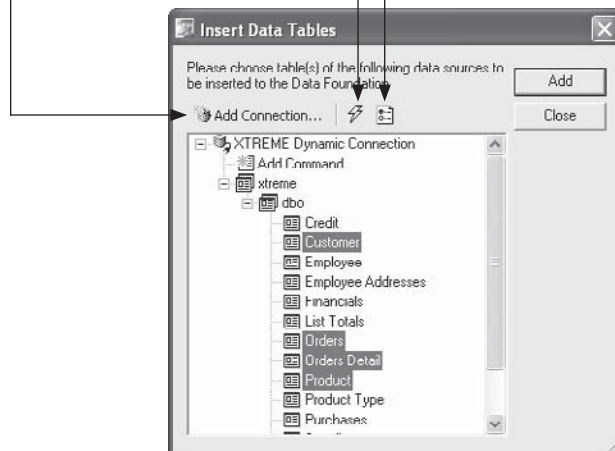 Insert Data Tables
Please choose table(s) of the following data sources to
be inserted to the Data Foundation
Add
Add Connection...
Close
XTREME Dynamic Connection
Add Command
xtreme
dbo
Credit
Customer
Employee
Employee Addresses
Financials
List Totals
Orders
Orders Detail
Product
Product Type
Purchases